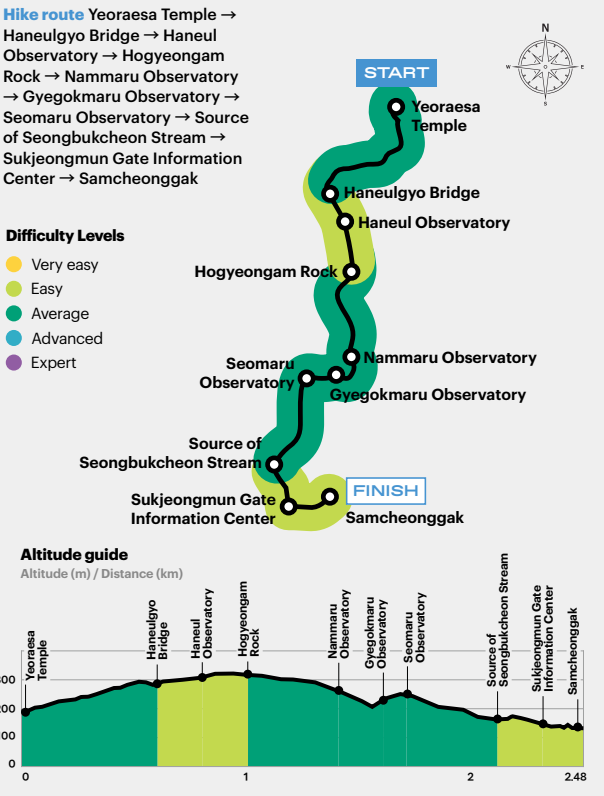 Hike route Yeoraesa Temple →
Haneulgyo Bridge → Haneul
Observatory → Hogyeongam
Rock → Nammaru Observatory
→ Gyegokmaru Observatory →
Seomaru Observatory → Source
of Seongbukcheon Stream →
Sukjeongmun Gate Information
Center → Samcheonggak
Difficulty Levels
Very easy
Easy
Average
Advanced
Expert
N
W
E
S
START
Yeoraesa
Temple
Haneulgyo Bridge
Haneul Observatory
Hogyeongam Rock
Nammaru Observatory
Seomaru
Observatory
Gyegokmaru Observatory
Source of
Seongbukcheon Stream
FINISH
Sukjeongmun Gate
Information Center
Samcheonggak
Altitude guide
Altitude (m) / Distance (km)
Yeoraesa
Temple
Haneulgyo
Bridge
Haneul
Observatory
Hogyeongam
Rock
Nammaru
Observatory
Gyegokmaru
Observatory
Seomaru
Observatory
Source of
Seongbukcheon Stream
Sukjeongmun Gate
Information Center
Samcheonggak
300
200
100
0
0
1
2
2.48